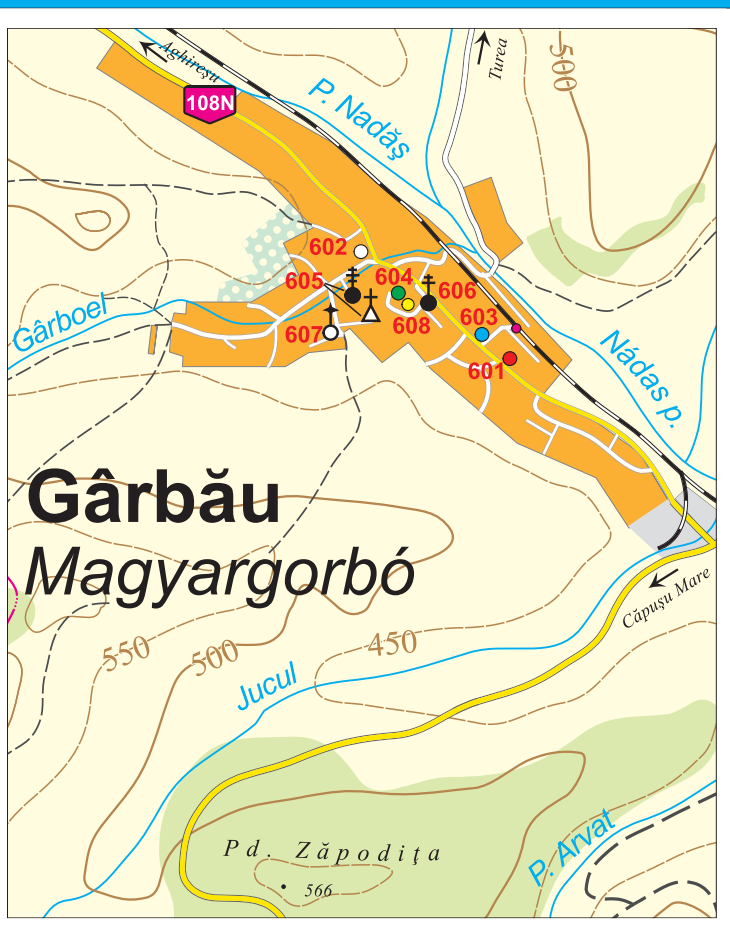 Aghireşu
Turea
500
108N
P. Nadăş
602
605
604
606
603
608
607
601
Gârboel
Nádas p.
Gârbău
Magyargorbó
Căpuşu Mare
550
500
450
Jucul
Pd. Zăpodiţa
566
P. Arvat